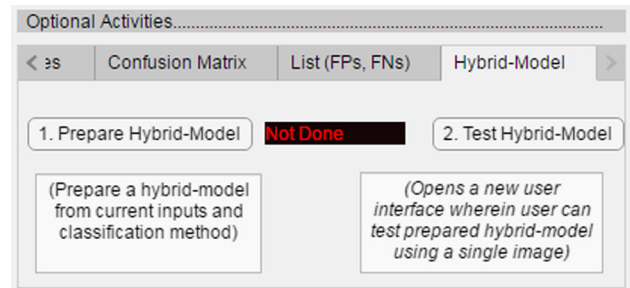 Optional Activities................................................................................................
es Confusion Matrix List (FPs, FNs) Hybrid-Model
1. Prepare Hybrid-Model Not Done 2. Test Hybrid-Model
(Prepare a hybrid-model
from current inputs and
classification method)
(Opens a new user
interface wherein user can
test prepared hybrid-model
using a single image)